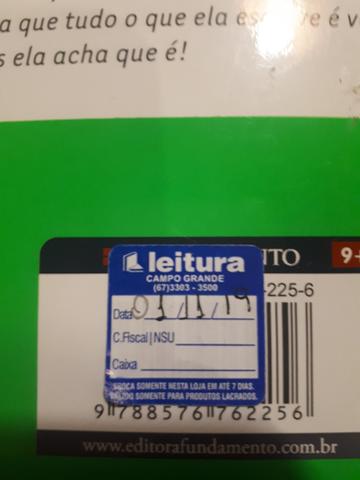 a que tudo o que ela é v
s ela acha que é!
NTO 9+
leitura
CAMPO GRANDE
(67)3303 - 3500
-225-6
Data 01/11/19
C.Fiscal|NSU
Caixa
TROCA SOMENTE NESTA LOJA EM ATÉ 7 DIAS.
VÁLIDO SOMENTE PARA PRODUTOS LACRADOS.
9 788576 762256
www.editorafundamento.com.br